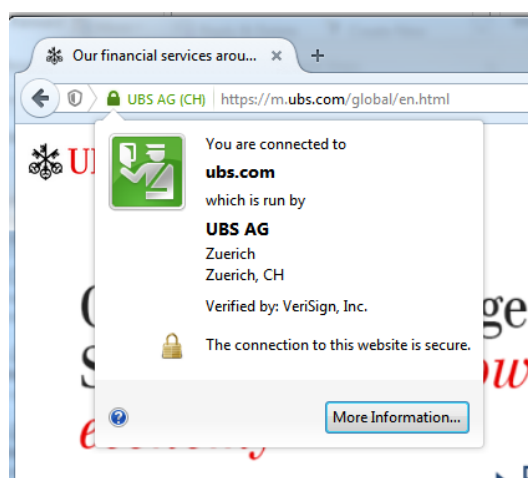 Our financial services arou...
UBS AG (CH) https://m.ubs.com/global/en.html
You are connected to
ubs.com
which is run by
UBS AG
Zuerich
Zuerich, CH
Verified by: VeriSign, Inc.
The connection to this website is secure.
More Information...